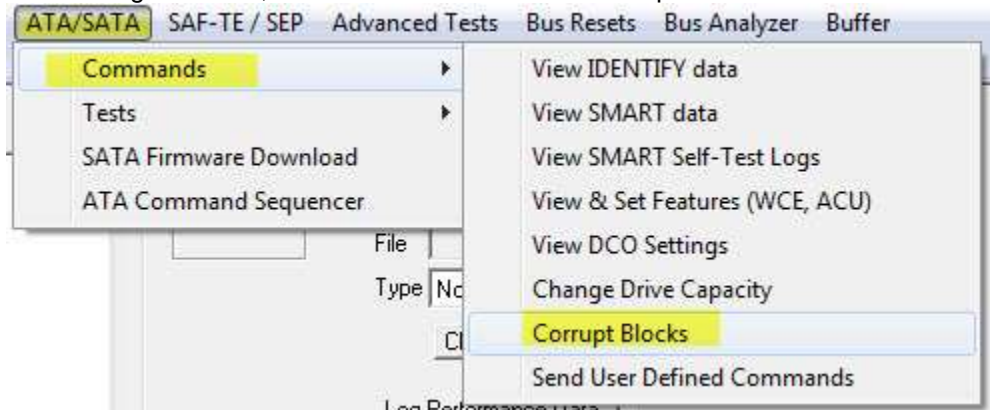 ATA/SATA SAF-TE / SEP Advanced Tests Bus Resets Bus Analyzer Buffer
Commands
Tests
SATA Firmware Download
ATA Command Sequencer
View IDENTIFY data
View SMART data
View SMART Self-Test Logs
View & Set Features (WCE, ACU)
View DCO Settings
Change Drive Capacity
Corrupt Blocks
Send User Defined Commands
File
Type